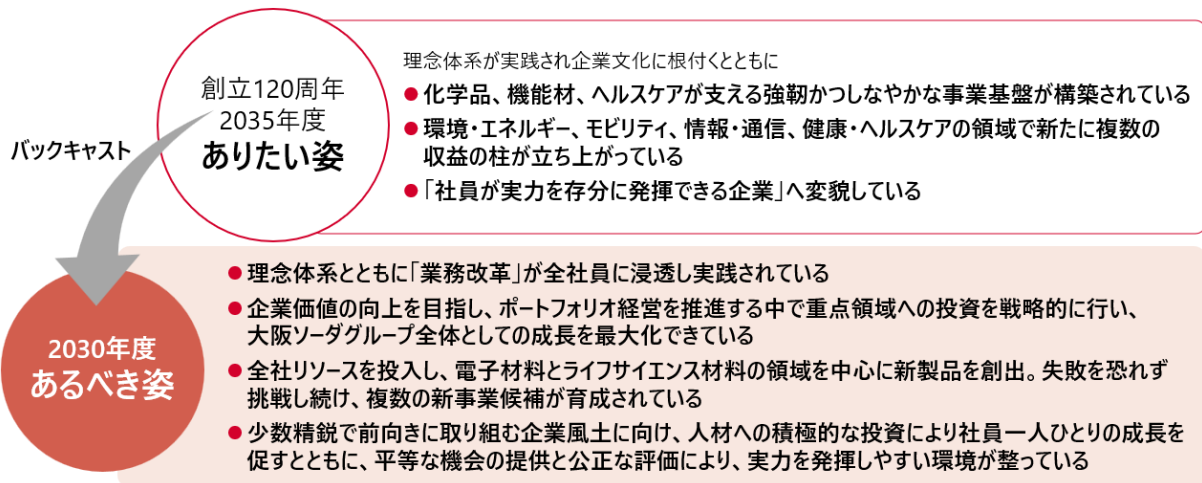 創立120周年
2035年度
ありたい姿
バックキャスト
理念体系が実践され企業文化に根付くとともに
●化学品、機能材、ヘルスケアが支える強靭かつしなやかな事業基盤が構築されている
●環境・エネルギー、モビリティ、情報・通信、健康・ヘルスケアの領域で新たに複数の
収益の柱が立ち上がっている
●「社員が実力を存分に発揮できる企業」へ変貌している
2030年度
あるべき姿
●理念体系とともに「業務改革」が全社員に浸透し実践されている
●企業価値の向上を目指し、ポートフォリオ経営を推進する中で重点領域への投資を戦略的に行い、
大阪ソーダグループ全体としての成長を最大化できている
●全社リソースを投入し、電子材料とライフサイエンス材料の領域を中心に新製品を創出。失敗を恐れず
挑戦し続け、複数の新事業候補が育成されている
●少数精鋭で前向きに取り組む企業風土に向け、人材への積極的な投資により社員一人ひとりの成長を
促すとともに、平等な機会の提供と公正な評価により、実力を発揮しやすい環境が整っている